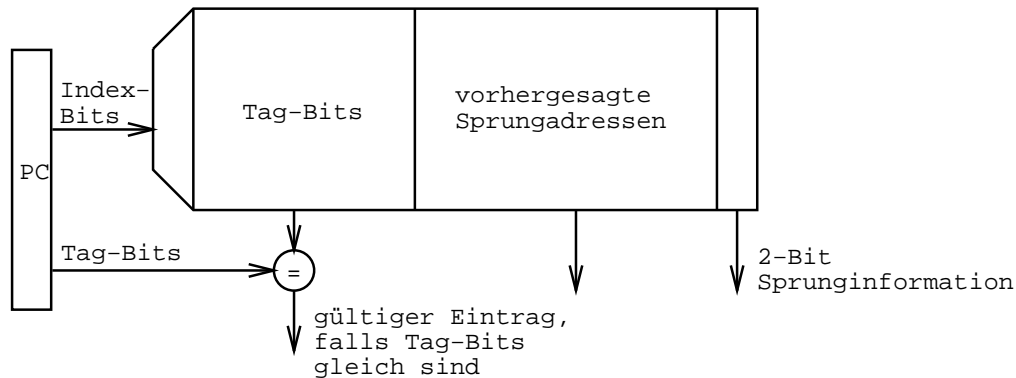 Index-
Bits
Tag-Bits
vorhergesagte
Sprungadressen
PC
Tag-Bits
=
2-Bit
Sprunginformation
gültiger Eintrag,
falls Tag-Bits
gleich sind